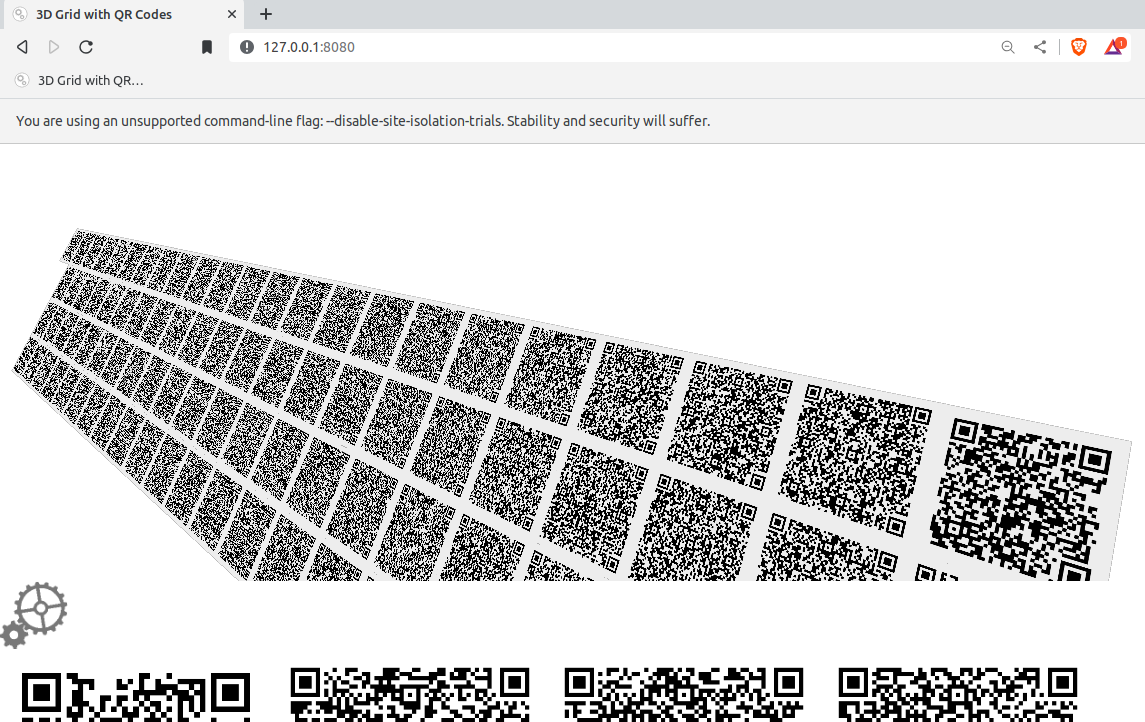 3D Grid with QR Codes
127.0.0.1:8080
1
3D Grid with QR...
You are using an unsupported command-line flag: --disable-site-isolation-trials. Stability and security will suffer.